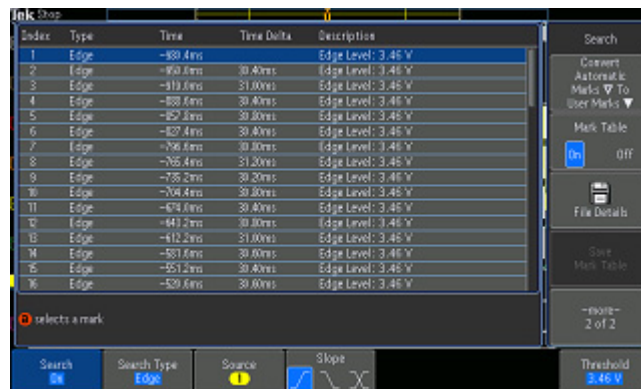 Tek Stop
Index Type Time Time Delta Description
1 Edge Edge Level: 3.46 V
2 Edge 30.40ms Edge Level: 3.46 V
3 Edge 31.00ms Edge Level: 3.46 V
4 Edge 30.40ms Edge Level: 3.46 V
5 Edge -857.8ms 30.80ms Edge Level: 3.46 V
6 Edge -827.4ms 30.40ms Edge Level: 3.46 V
7 Edge -796.6ms 30.80ms Edge Level: 3.46 V
8 Edge -765.4ms 31.20ms Edge Level: 3.46 V
9 Edge -735.2ms 30.20ms Edge Level: 3.46 V
10 Edge -704.4ms 30.80ms Edge Level: 3.46 V
11 Edge -674.0ms 30.40ms Edge Level: 3.46 V
12 Edge -643.2ms 30.80ms Edge Level: 3.46 V
13 Edge -612.2ms 31.00ms Edge Level: 3.46 V
14 Edge -581.6ms 30.60ms Edge Level: 3.46 V
15 Edge -551.2ms 30.40ms Edge Level: 3.46 V
16 Edge -520.6ms 30.60ms Edge Level: 3.46 V
a selects a mark
Search
Convert
Automatic
Marks ▽ To
User Marks ▼
Mark Table
On Off
File Details
Save
Mark Table
-more-
2 of 2
Search
On
Search Type
Edge
Source
1
Slope
Threshold
3.46 V